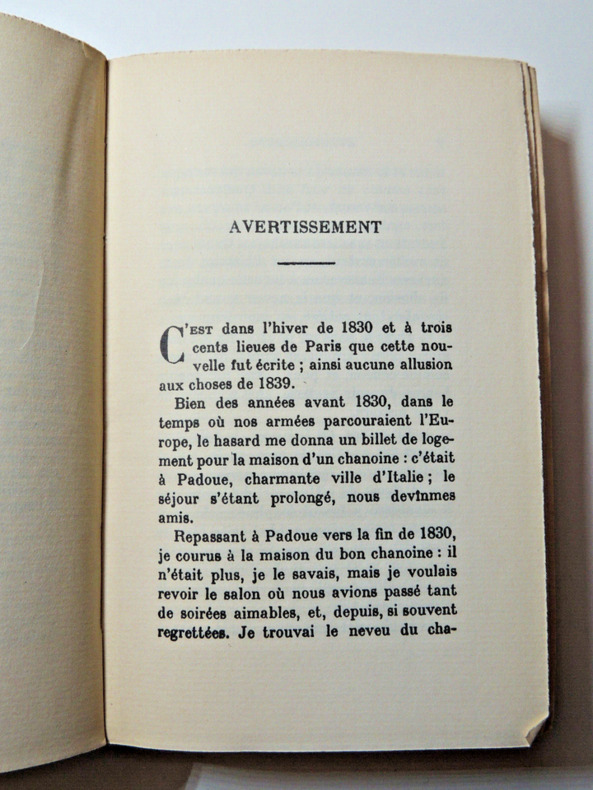 AVERTISSEMENT
C'EST dans l'hiver de 1830 et à trois
cents lieues de Paris que cette nou-
velle fut écrite ; ainsi aucune allusion
aux choses de 1839.
Bien des années avant 1830, dans le
temps où nos armées parcouraient l'Eu-
rope, le hasard me donna un billet de loge-
ment pour la maison d'un chanoine : c'était
à Padoue, charmante ville d'Italie ; le
séjour s'étant prolongé, nous devînmes
amis.
Repassant à Padoue vers la fin de 1830,
je courus à la maison du bon chanoine : il
n'était plus, je le savais, mais je voulais
revoir le salon où nous avions passé tant
de soirées aimables, et, depuis, si souvent
regrettées. Je trouvai le neveu du cha-